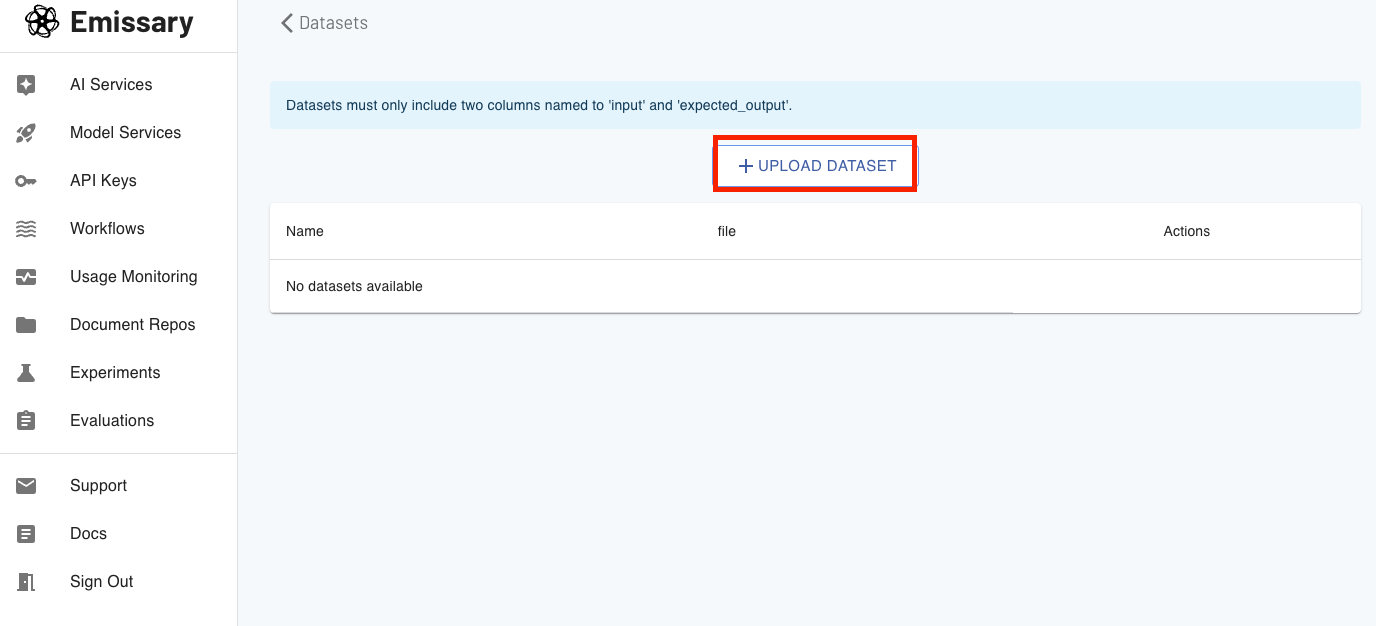 Emissary
Datasets
AI Services
Model Services
API Keys
Workflows
Usage Monitoring
Document Repos
Experiments
Evaluations
Support
Docs
Sign Out
Datasets must only include two columns named to 'input' and 'expected_output'.
UPLOAD DATASET
Name file Actions
No datasets available